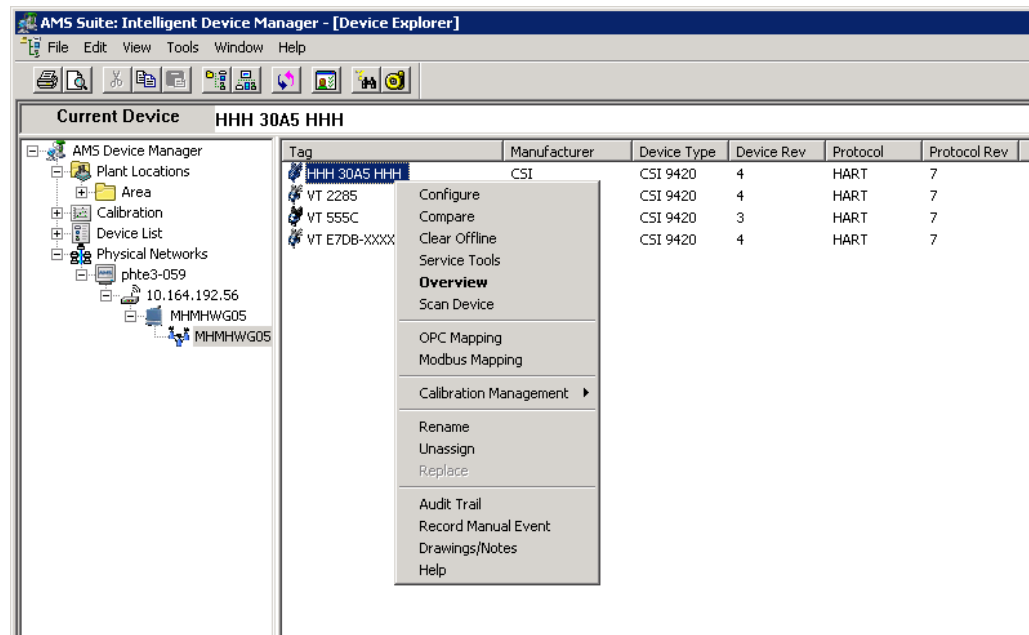 AMS Suite: Intelligent Device Manager - [Device Explorer]
File Edit View Tools Window Help
Current Device HHH 30A5 HHH
AMS Device Manager
Plant Locations
Area
Calibration
Device List
Physical Networks
phte3-059
10.164.192.56
MHMHWG05
MHMHWG05
Tag Manufacturer Device Type Device Rev Protocol Protocol Rev
HHH 30A5 HHH CSI CSI 9420 4 HART 7
VT 2285 CSI 9420 4 HART 7
VT 555C CSI 9420 3 HART 7
VT E7DB-XXXX CSI 9420 4 HART 7
Configure
Compare
Clear Offline
Service Tools
Overview
Scan Device
OPC Mapping
Modbus Mapping
Calibration Management
Rename
Unassign
Replace
Audit Trail
Record Manual Event
Drawings/Notes
Help